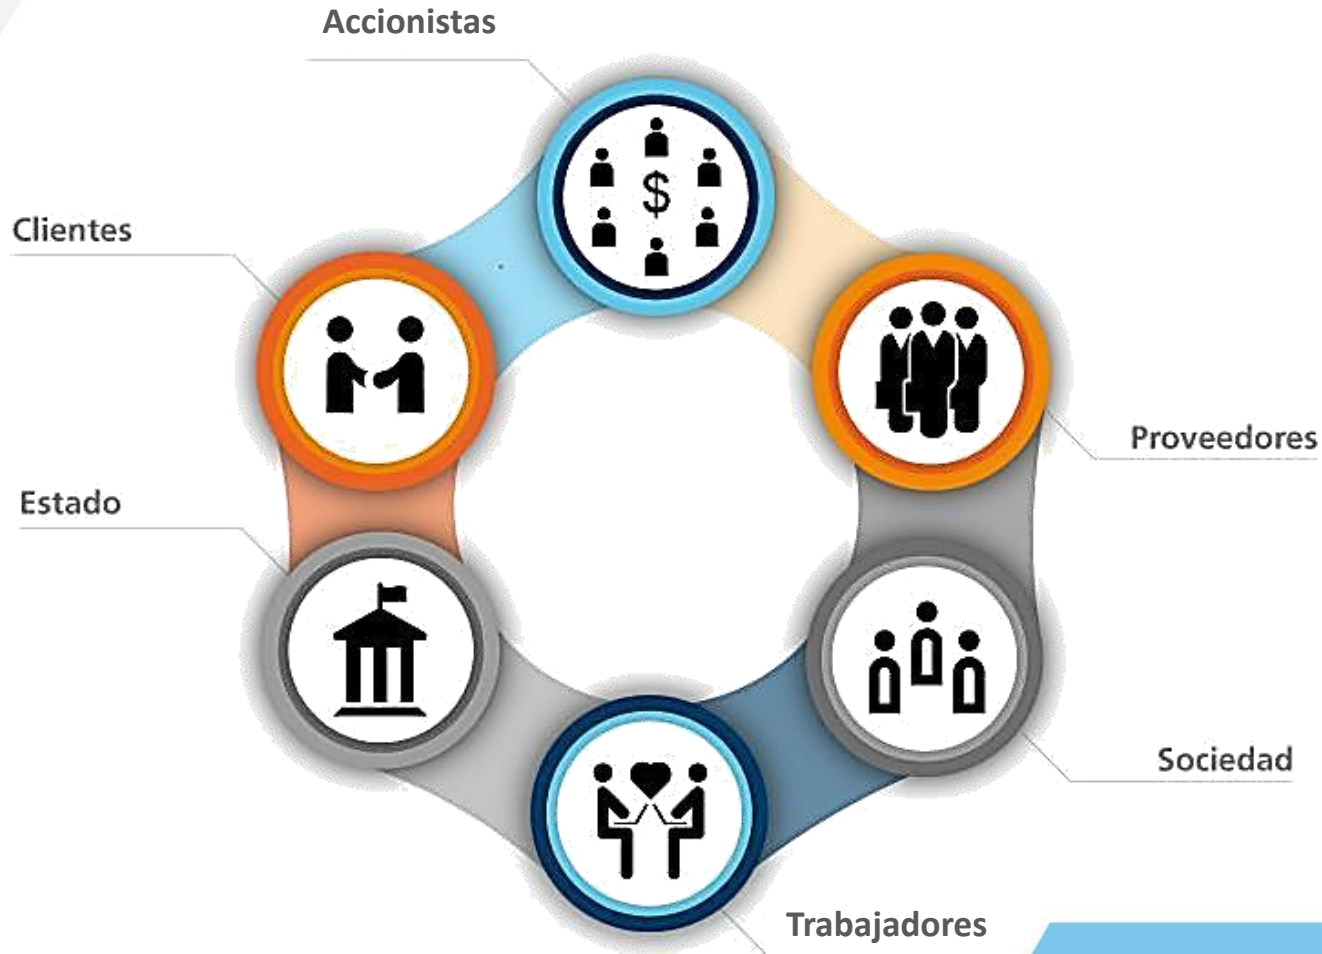 Accionistas
$
Clientes
Proveedores
Estado
Sociedad
Trabajadores